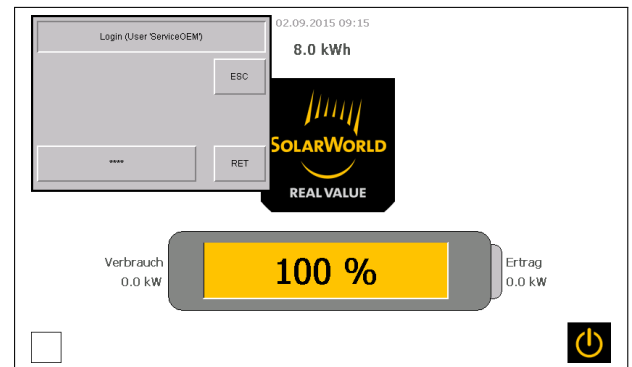 Login (User 'ServiceOEM')
02.09.2015 09:15
8.0 kWh
ESC
****
RET
SOLARWORLD
REAL VALUE
Verbrauch
0.0 kW
100 %
Ertrag
0.0 kW